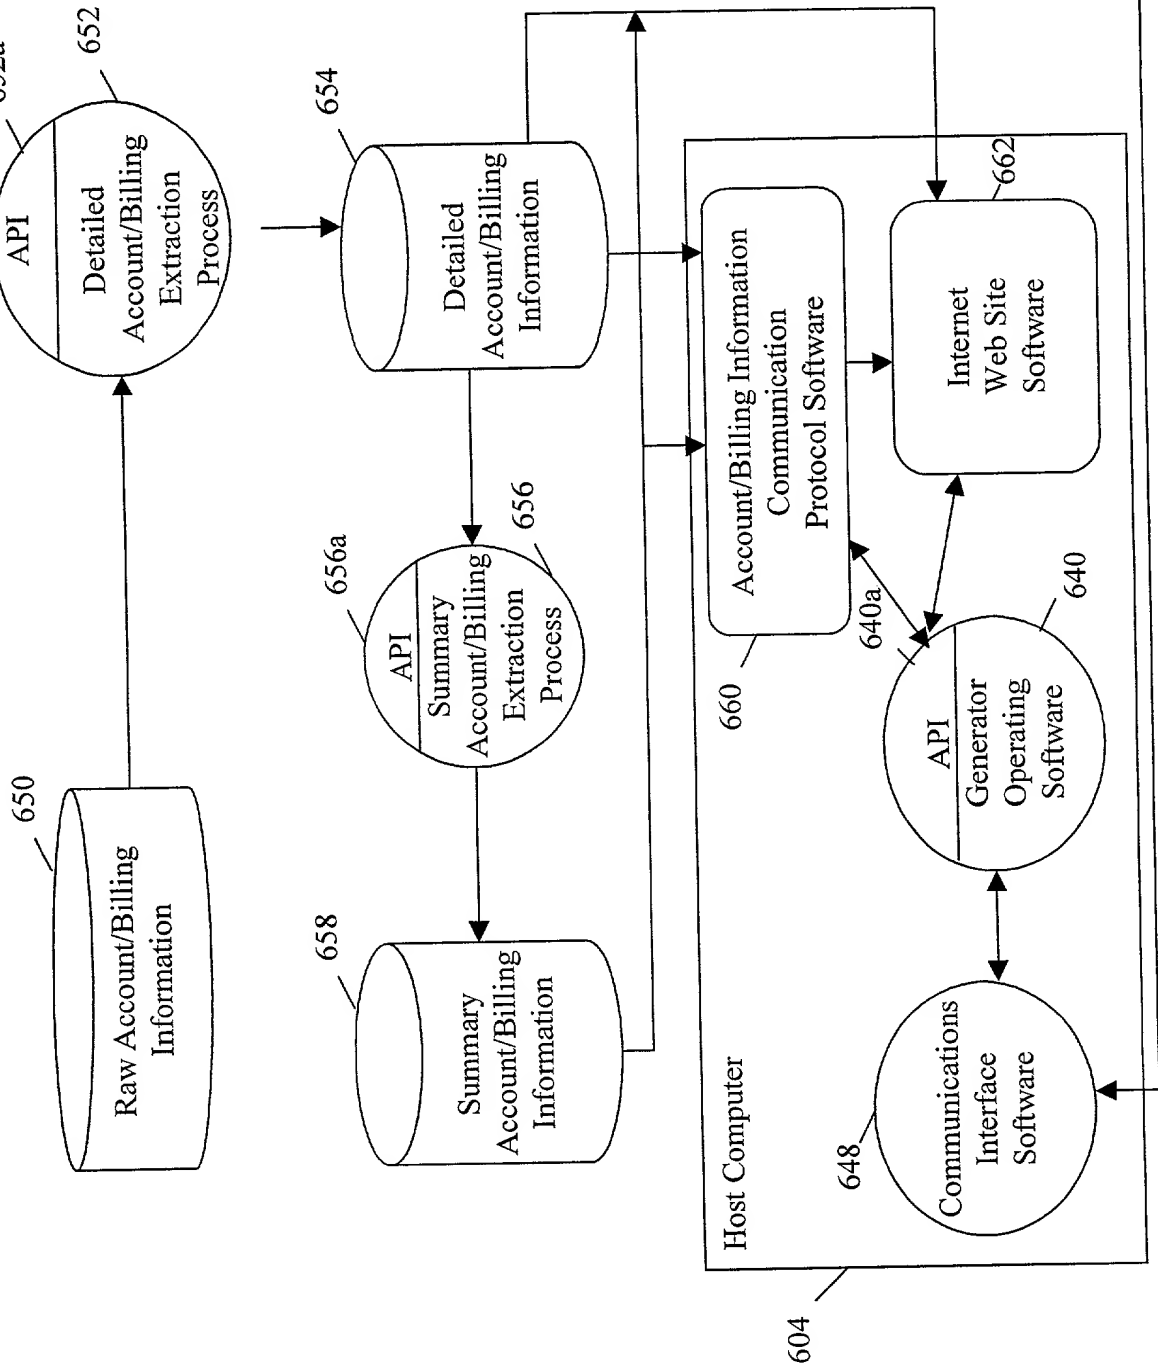 650
Raw Account/Billing
Information
API
Detailed
Account/Billing
Extraction
Process
652
658
Summary
Account/Billing
Information
656a
API
Summary
Account/Billing
Extraction
Process
656
654
Detailed
Account/Billing
Information
604
Host Computer
648
Communications
Interface
Software
API
Generator
Operating
Software
640
640a
660
Account/Billing Information
Communication
Protocol Software
Internet
Web Site
Software
662